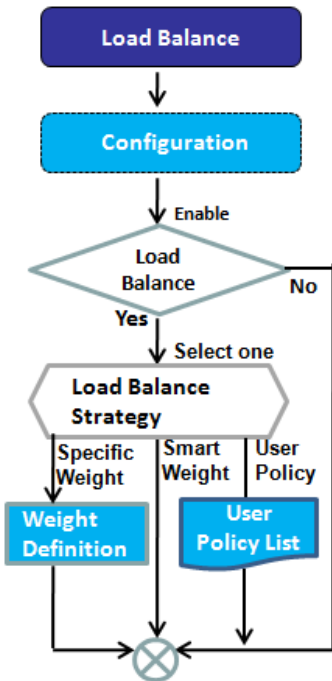 Load Balance
Configuration
Enable
Load
Balance
No
Yes
Select one
Load Balance
Strategy
Specific
Weight
Smart
Weight
User
Policy
Weight
Definition
User
Policy List